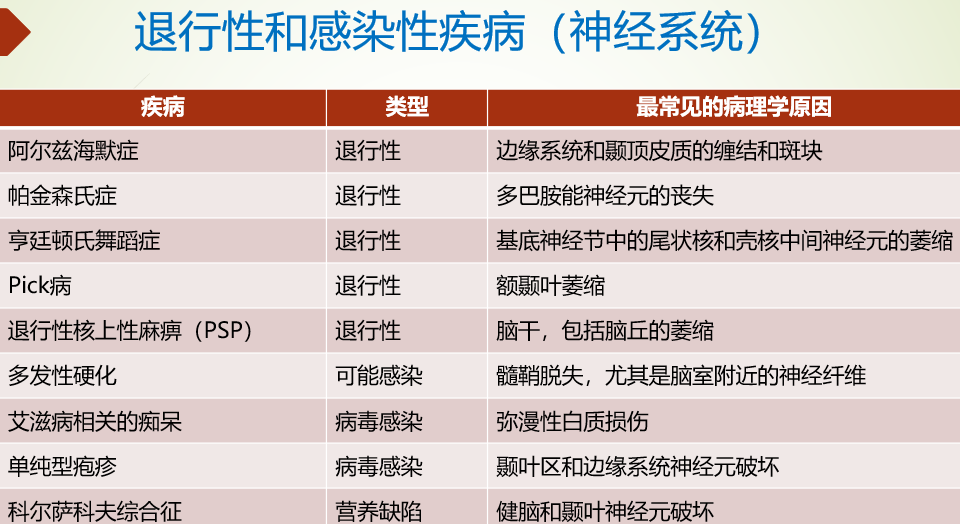 退行性和感染性疾病（神经系统）
疾病 类型 最常见的病理学原因
阿尔兹海默症 退行性 边缘系统和颞顶皮质的缠结和斑块
帕金森氏症 退行性 多巴胺能神经元的丧失
亨廷顿氏舞蹈症 退行性 基底神经节中的尾状核和壳核中间神经元的萎缩
Pick病 退行性 额颞叶萎缩
退行性核上性麻痹（PSP） 退行性 脑干，包括脑丘的萎缩
多发性硬化 可能感染 髓鞘脱失，尤其是脑室附近的神经纤维
艾滋病相关的痴呆 病毒感染 弥漫性白质损伤
单纯型疱疹 病毒感染 颞叶区和边缘系统神经元破坏
科尔萨科夫综合征 营养缺陷 健脑和颞叶神经元破坏